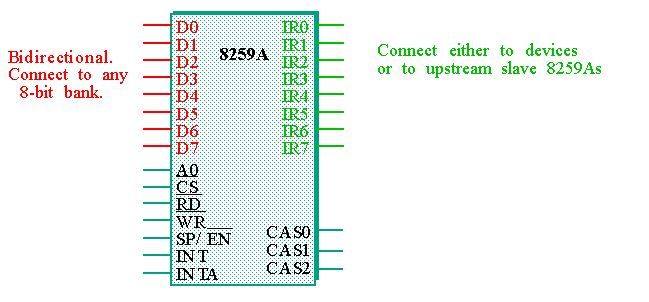 Bidirectional.
Connect to any
8-bit bank.
D0
D1
D2
D3
D4
D5
D6
D7
A0
CS
RD
WR
SP/ EN
INT
INTA
8259A
IR0
IR1
IR2
IR3
IR4
IR5
IR6
IR7
CAS0
CAS1
CAS2
Connect either to devices
or to upstream slave 8259As